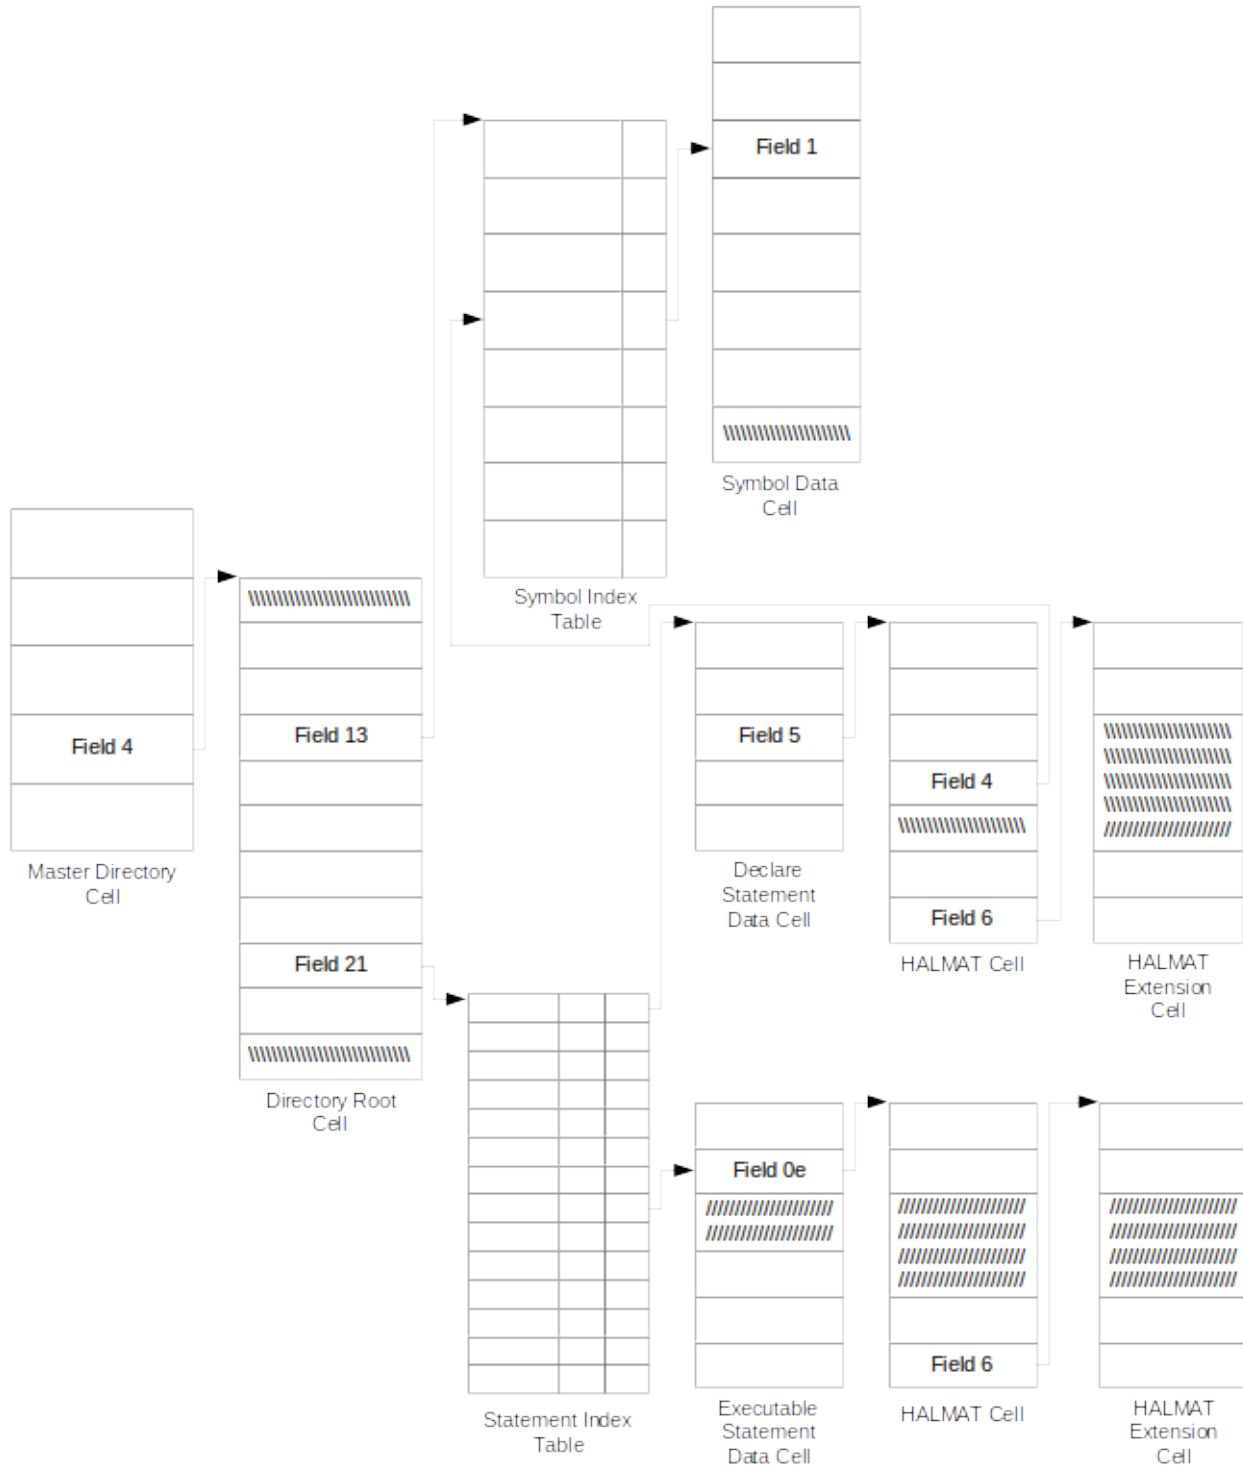 Field 1
Symbol Data
Cell
Symbol Index
Table
Field 4
Master Directory
Cell
\\\\\\\\\\\\\\\\\\\\\\\\\\\\
Field 13
Field 21
\\\\\\\\\\\\\\\\\\\\\\\\\\\\
Directory Root
Cell
Field 5
Declare
Statement
Data Cell
Field 4
\\\\\\\\\\\\\\\\\\\\\\
Field 6
HALMAT Cell
\\\\\\\\\\\\\\\\\\\\\\
\\\\\\\\\\\\\\\\\\\\\\
\\\\\\\\\\\\\\\\\\\\\\
\\\\\\\\\\\\\\\\\\\\\\
//////////////////////
HALMAT
Extension
Cell
Statement Index
Table
Field 0e
//////////////////////
//////////////////////
Executable
Statement
Data Cell
//////////////////////
//////////////////////
//////////////////////
//////////////////////
Field 6
HALMAT Cell
//////////////////////
//////////////////////
//////////////////////
//////////////////////
HALMAT
Extension
Cell